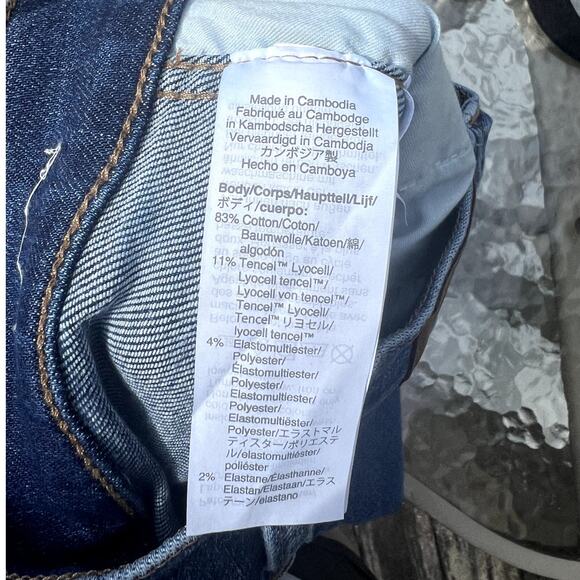 Made in Cambodia
Fabriqué au Cambodge
in Kambodscha Hergestellt
Vervaardigd in Cambodja
カンボジア製
Hecho en Camboya
Body/Corps/Haupttell/Lijf/
ボディ/cuerpo:
83% Cotton/Coton/
Baumwolle/Katoen/綿/
algodón
11% Tencel™ Lyocell/
Lyocell tencel™/
Lyocell von tencel™/
Tencel™ Lyocell/
Tencel™ リヨセル/
lyocell tencel™
4% Elastomultiester/
Polyester/
Élastomultiester/
Polyester/
Elastomultiester/
Polyester/
Elastomultiester/
Polyester/エラストマル
ティスター/ポリエステ
ル/elastomultiéster/
poliéster
2% Elastane/Élasthanne/
Elastan/Elastaan/エラス
テーン/elastano